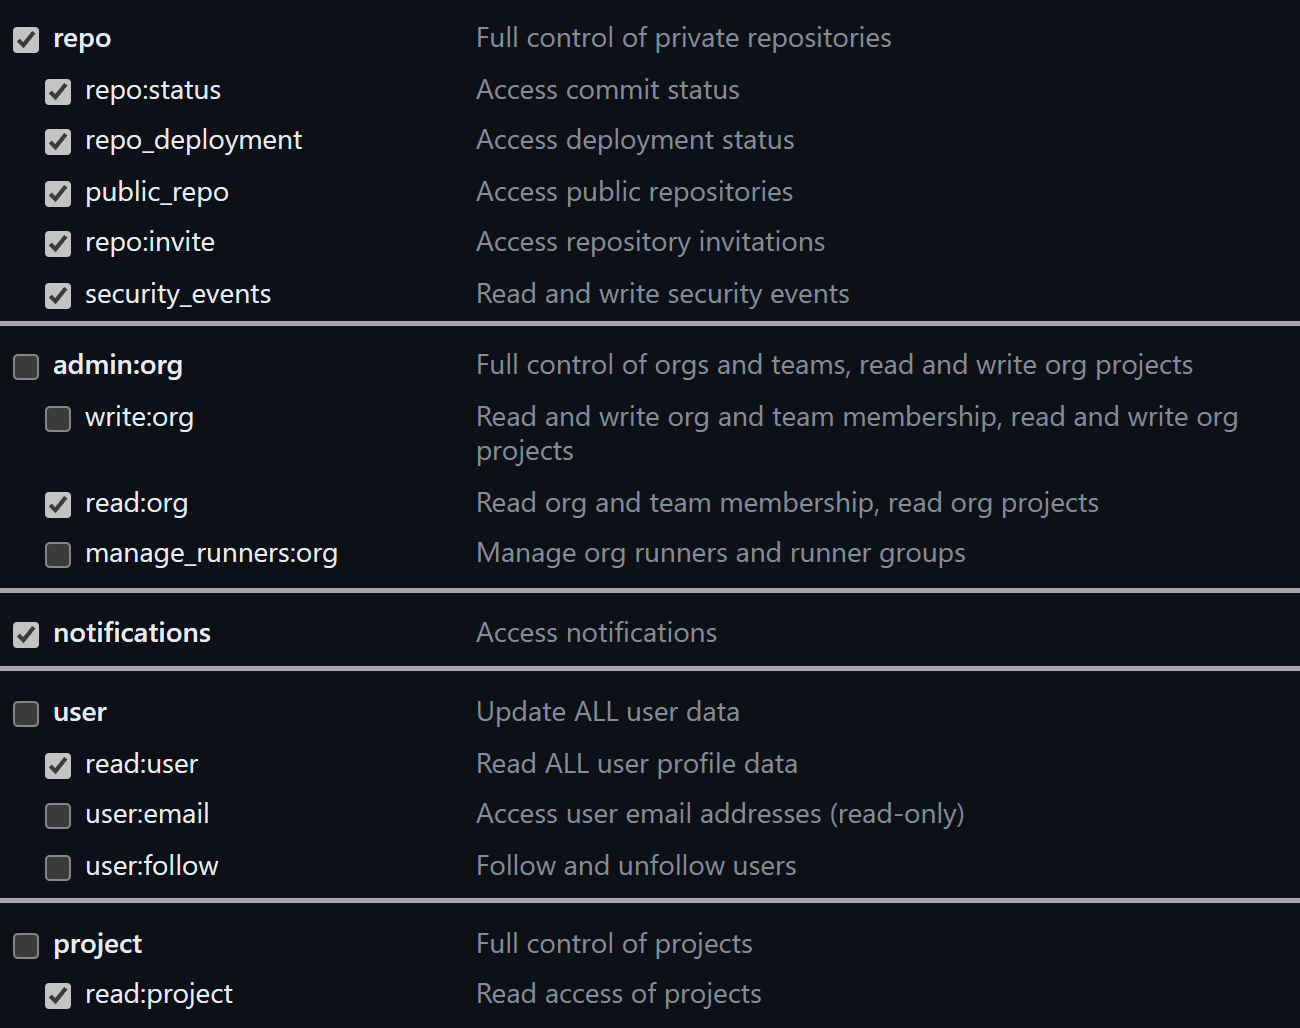 repo Full control of private repositories
repo:status Access commit status
repo_deployment Access deployment status
public_repo Access public repositories
repo:invite Access repository invitations
security_events Read and write security events
admin:org Full control of orgs and teams, read and write org projects
write:org Read and write org and team membership, read and write org
projects
read:org Read org and team membership, read org projects
manage_runners:org Manage org runners and runner groups
notifications Access notifications
user Update ALL user data
read:user Read ALL user profile data
user:email Access user email addresses (read-only)
user:follow Follow and unfollow users
project Full control of projects
read:project Read access of projects